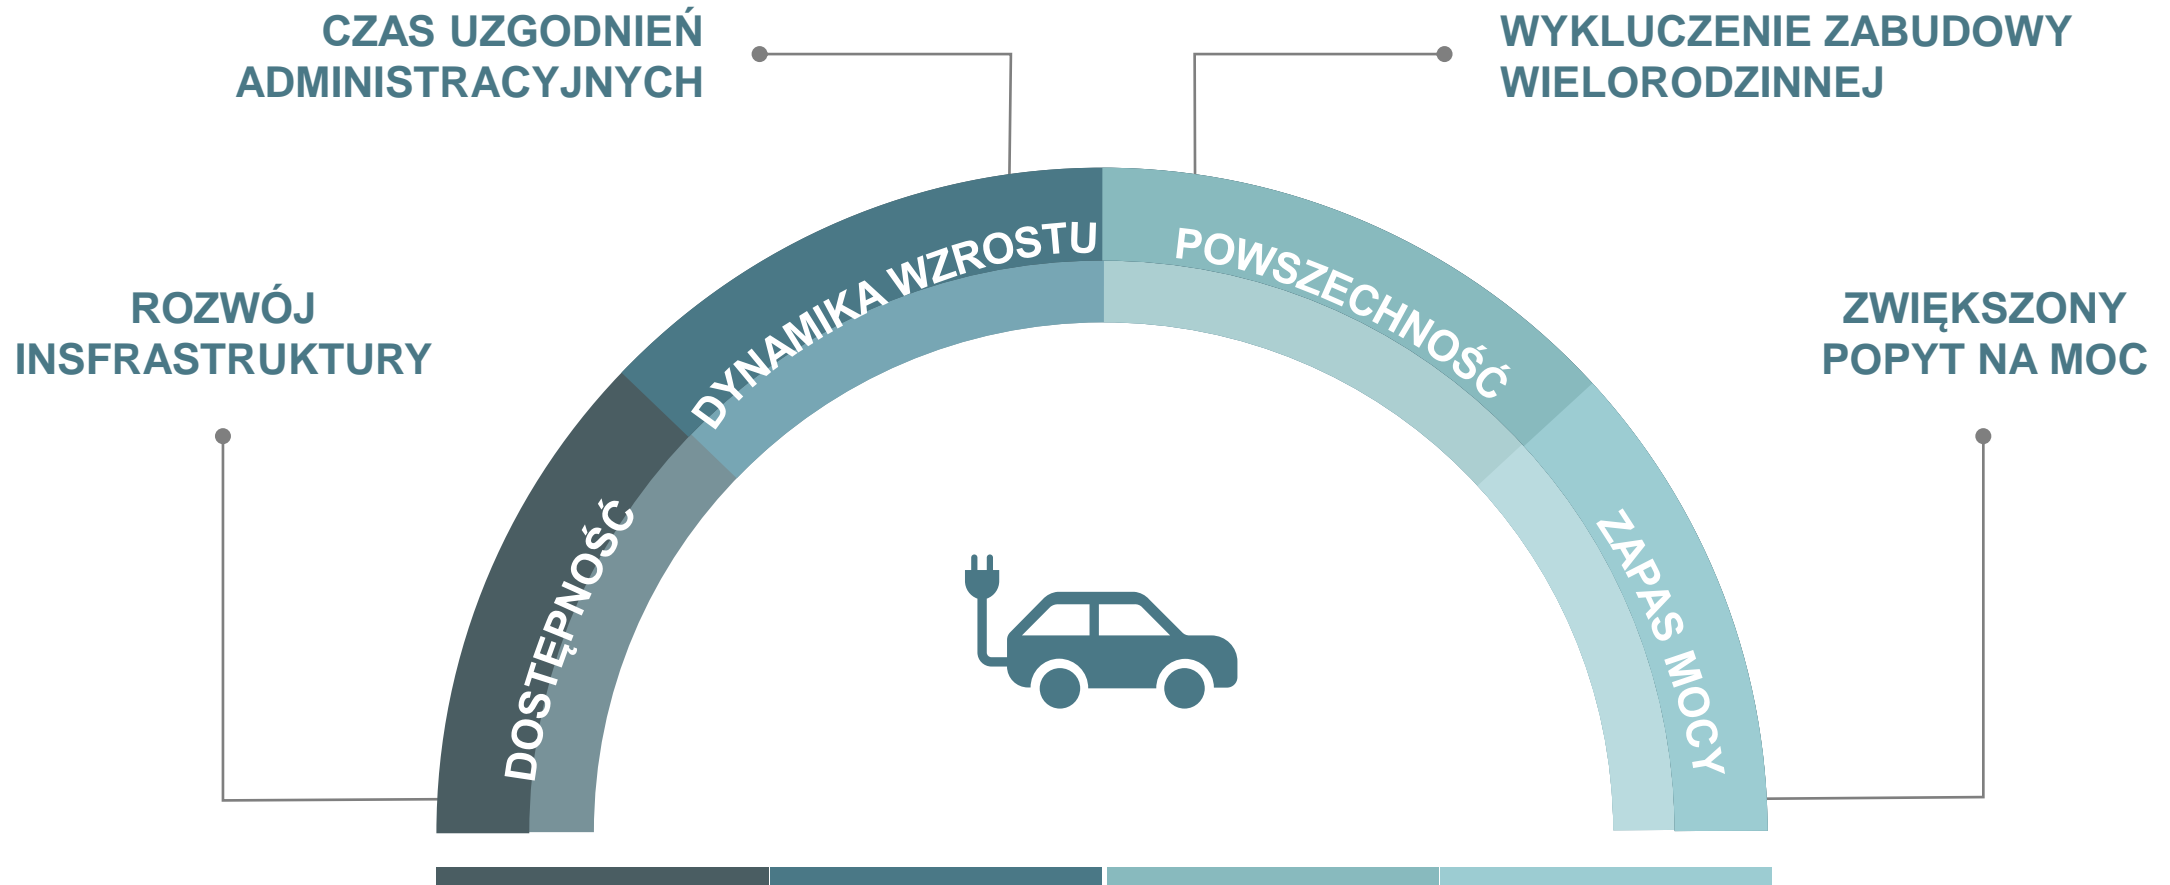 CZAS UZGODNIEŃ
ADMINISTRACYJNYCH
WYKLUCZENIE ZABUDOWY
WIELORODZINNEJ
ROZWÓJ
INSFRASTRUKTURY
ZWIĘKSZONY
POPYT NA MOC
DOSTĘPNOŚĆ
DYNAMIKA WZROSTU
POWSZECHNOŚĆ
ZAPAS MOCY